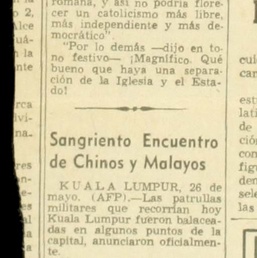 romana, y así no podría flore-
cer un catolicismo más libre,
más independiente y más de-
mocrático".
"Por lo demás —dijo en to-
no festivo— ¡Magnífico. Qué
bueno que haya una separa-
ción de la Iglesia y el Esta-
do!
Sangriento Encuentro
de Chinos y Malayos
KUALA LUMPUR, 26 de
mayo. (AFP).—Las patrullas
militares que recorrían hoy
Kuala Lumpur fueron balacea-
das en algunos puntos de la
capital, anunciaron oficialmen-
te.